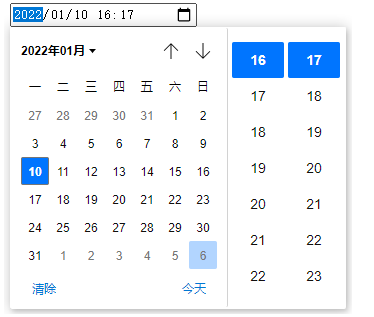 2022/01/10 16:17
2022年01月
一 二 三 四 五 六 日
27 28 29 30 31 1 2
3 4 5 6 7 8 9
10 11 12 13 14 15 16
17 18 19 20 21 22 23
24 25 26 27 28 29 30
31 1 2 3 4 5 6
清除 今天
16 17
17 18
18 19
19 20
20 21
21 22
22 23